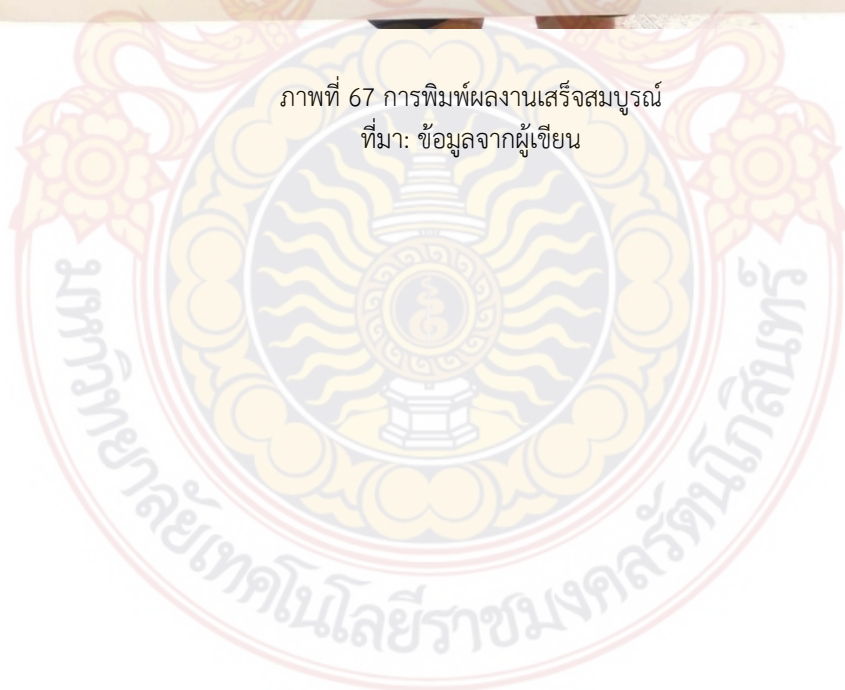 ภาพที่ 67 การพิมพ์ผลงานเสร็จสมบูรณ์
ที่มา: ข้อมูลจากผู้เขียน
มหาวิทยาลัยเทคโนโลยีราชมงคลรัตนโกสินทร์